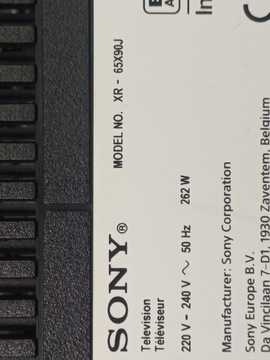 SONY® MODEL NO. XR - 65X90J
Television
Téléviseur
220 V - 240 V ~ 50 Hz 262 W
Manufacturer: Sony Corporation
Sony Europe B.V.
Da Vincilaan 7-D1, 1930 Zaventem, Belgium